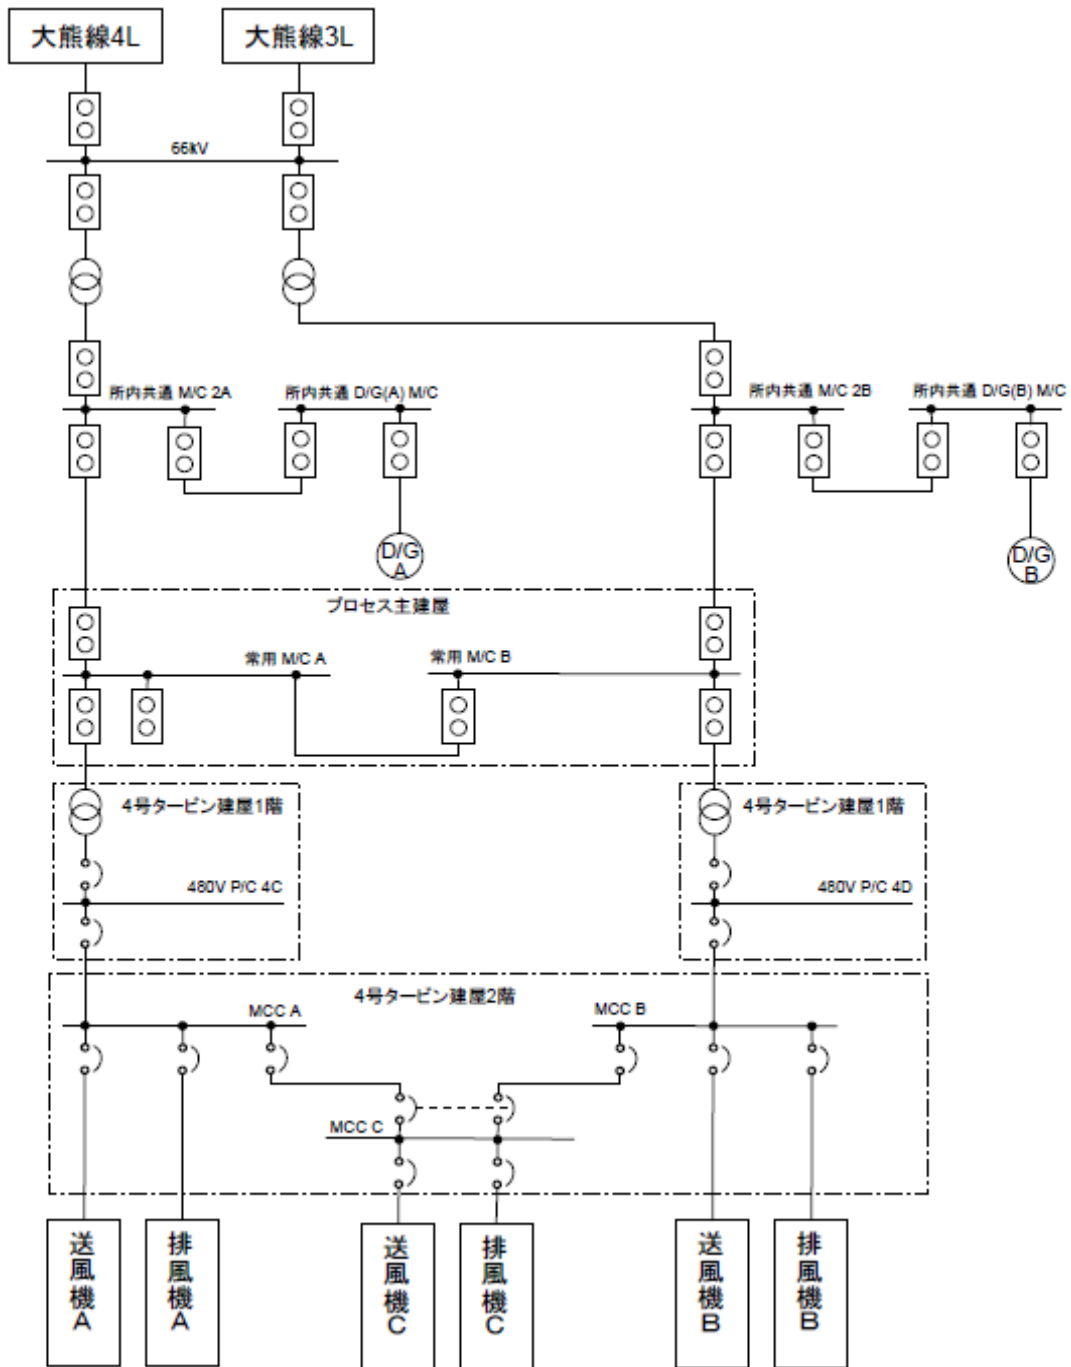 大熊線4L
大熊線3L
66kV
所内共通 M/C 2A
所内共通 D/G(A) M/C
所内共通 M/C 2B
所内共通 D/G(B) M/C
D/G
A
D/G
B
プロセス主建屋
常用 M/C A
常用 M/C B
4号タービン建屋1階
4号タービン建屋1階
480V P/C 4C
480V P/C 4D
4号タービン建屋2階
MCC A
MCC B
MCC C
送風機A
排風機A
送風機C
排風機C
送風機B
排風機B